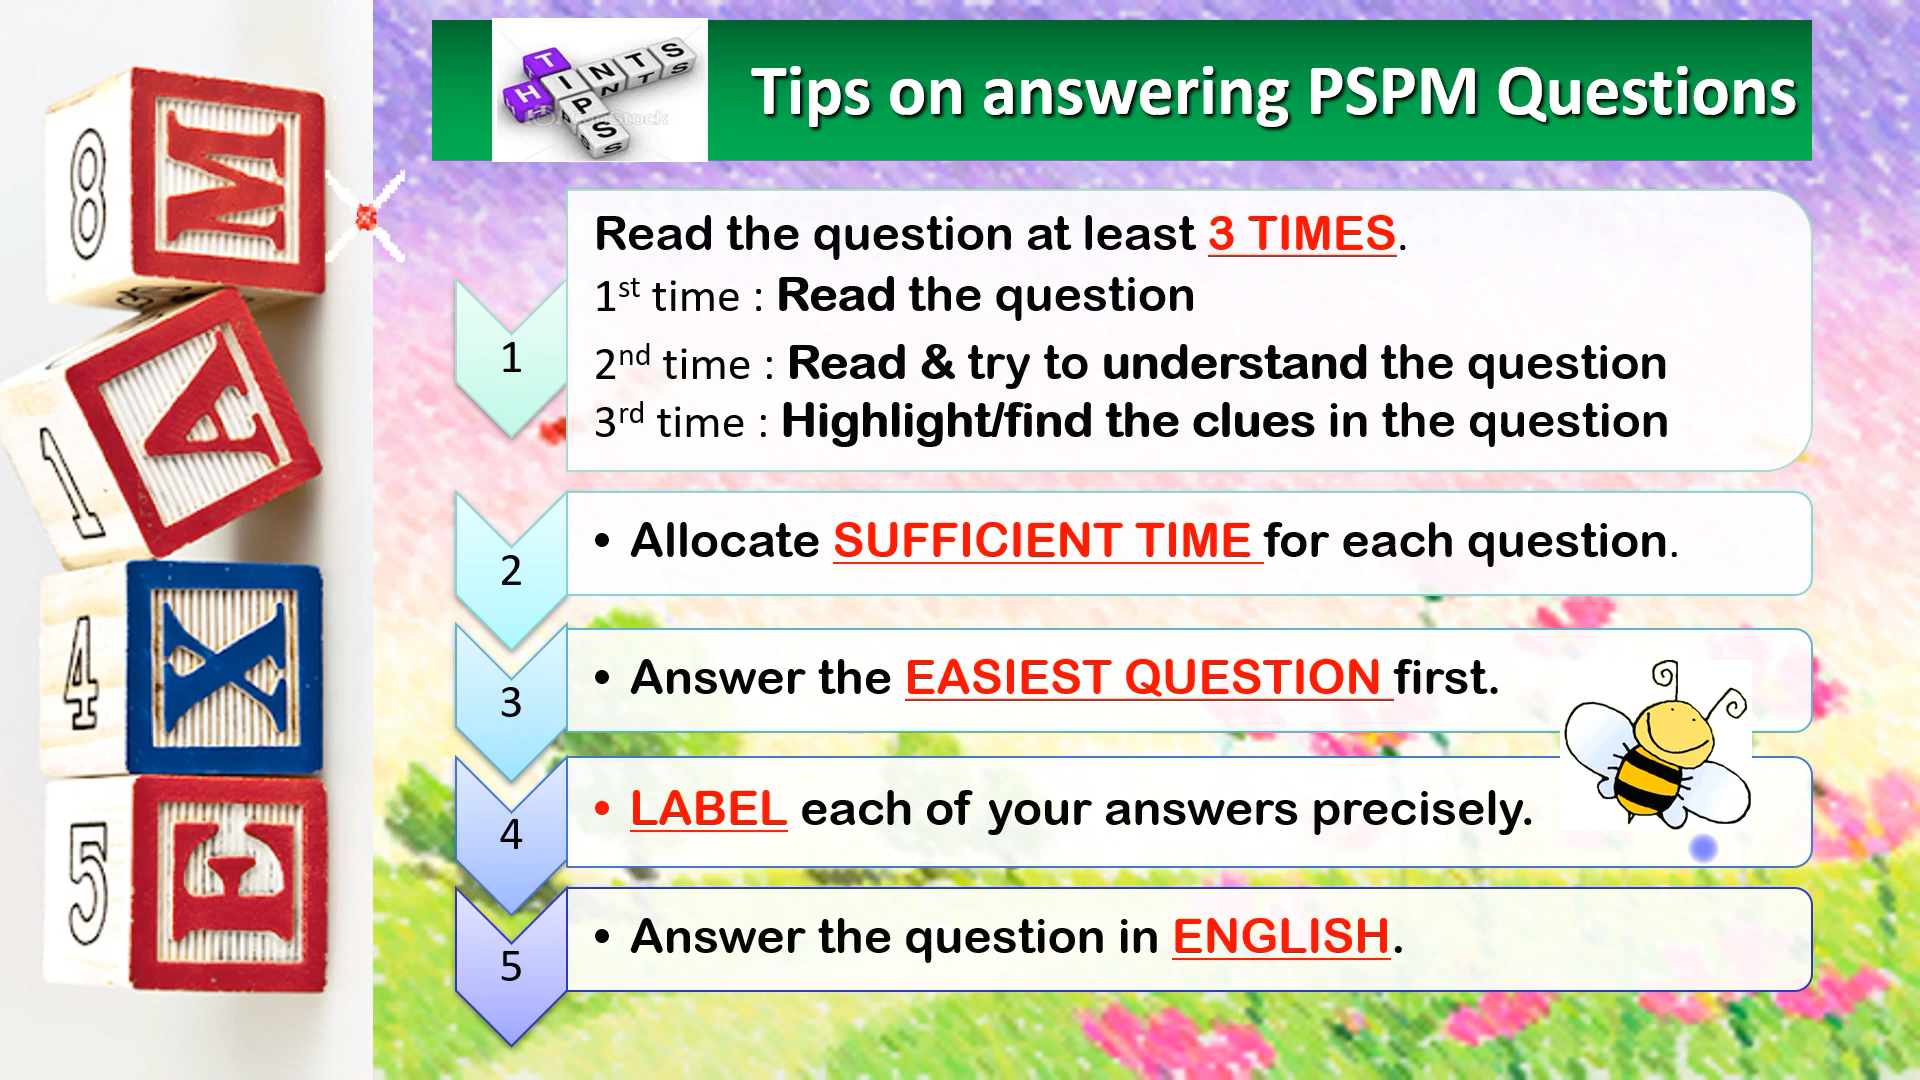 Tips on answering PSPM Questions
HINTS
TIPS
8 M
1 A
4 X
5 E
1
Read the question at least 3 TIMES.
1st time : Read the question
2nd time : Read & try to understand the question
3rd time : Highlight/find the clues in the question
2
• Allocate SUFFICIENT TIME for each question.
3
• Answer the EASIEST QUESTION first.
4
• LABEL each of your answers precisely.
5
• Answer the question in ENGLISH.